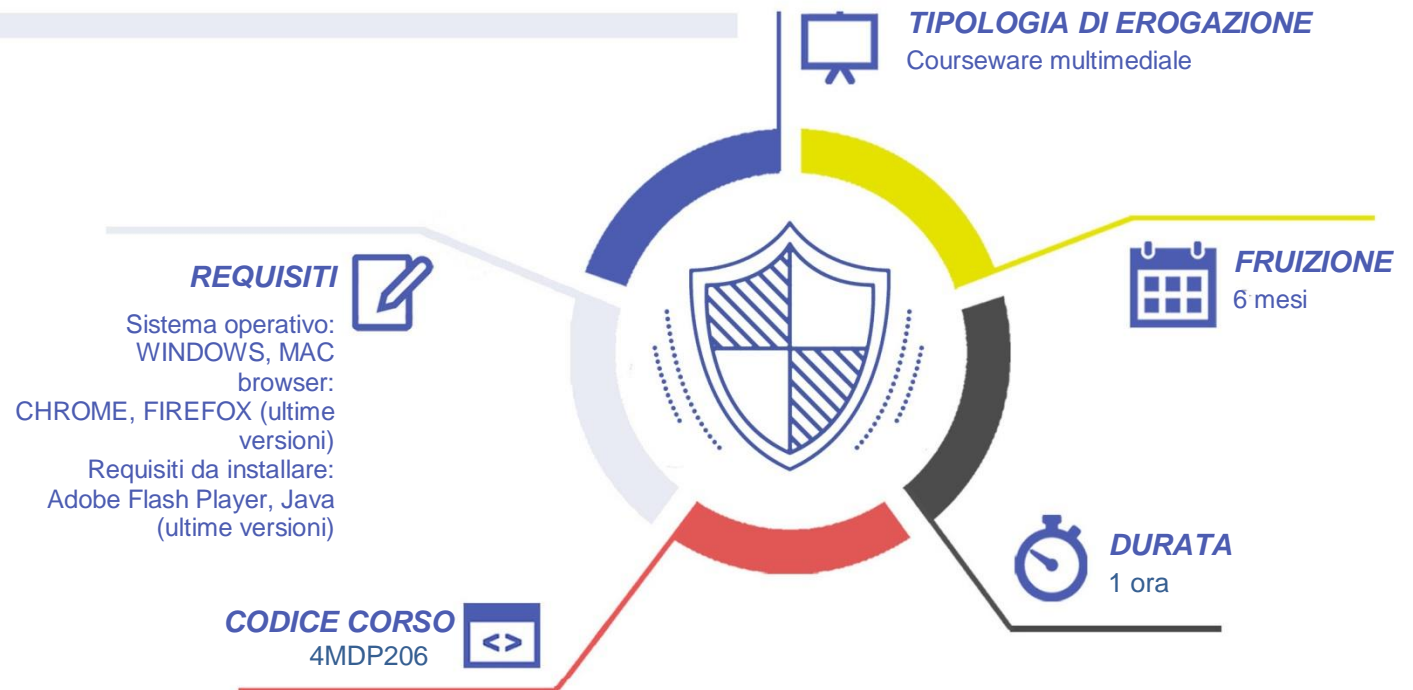 TIPOLOGIA DI EROGAZIONE
Courseware multimediale
REQUISITI
Sistema operativo:
WINDOWS, MAC
browser:
CHROME, FIREFOX (ultime
versioni)
Requisiti da installare:
Adobe Flash Player, Java
(ultime versioni)
FRUIZIONE
6 mesi
DURATA
1 ora
CODICE CORSO
4MDP206
<>